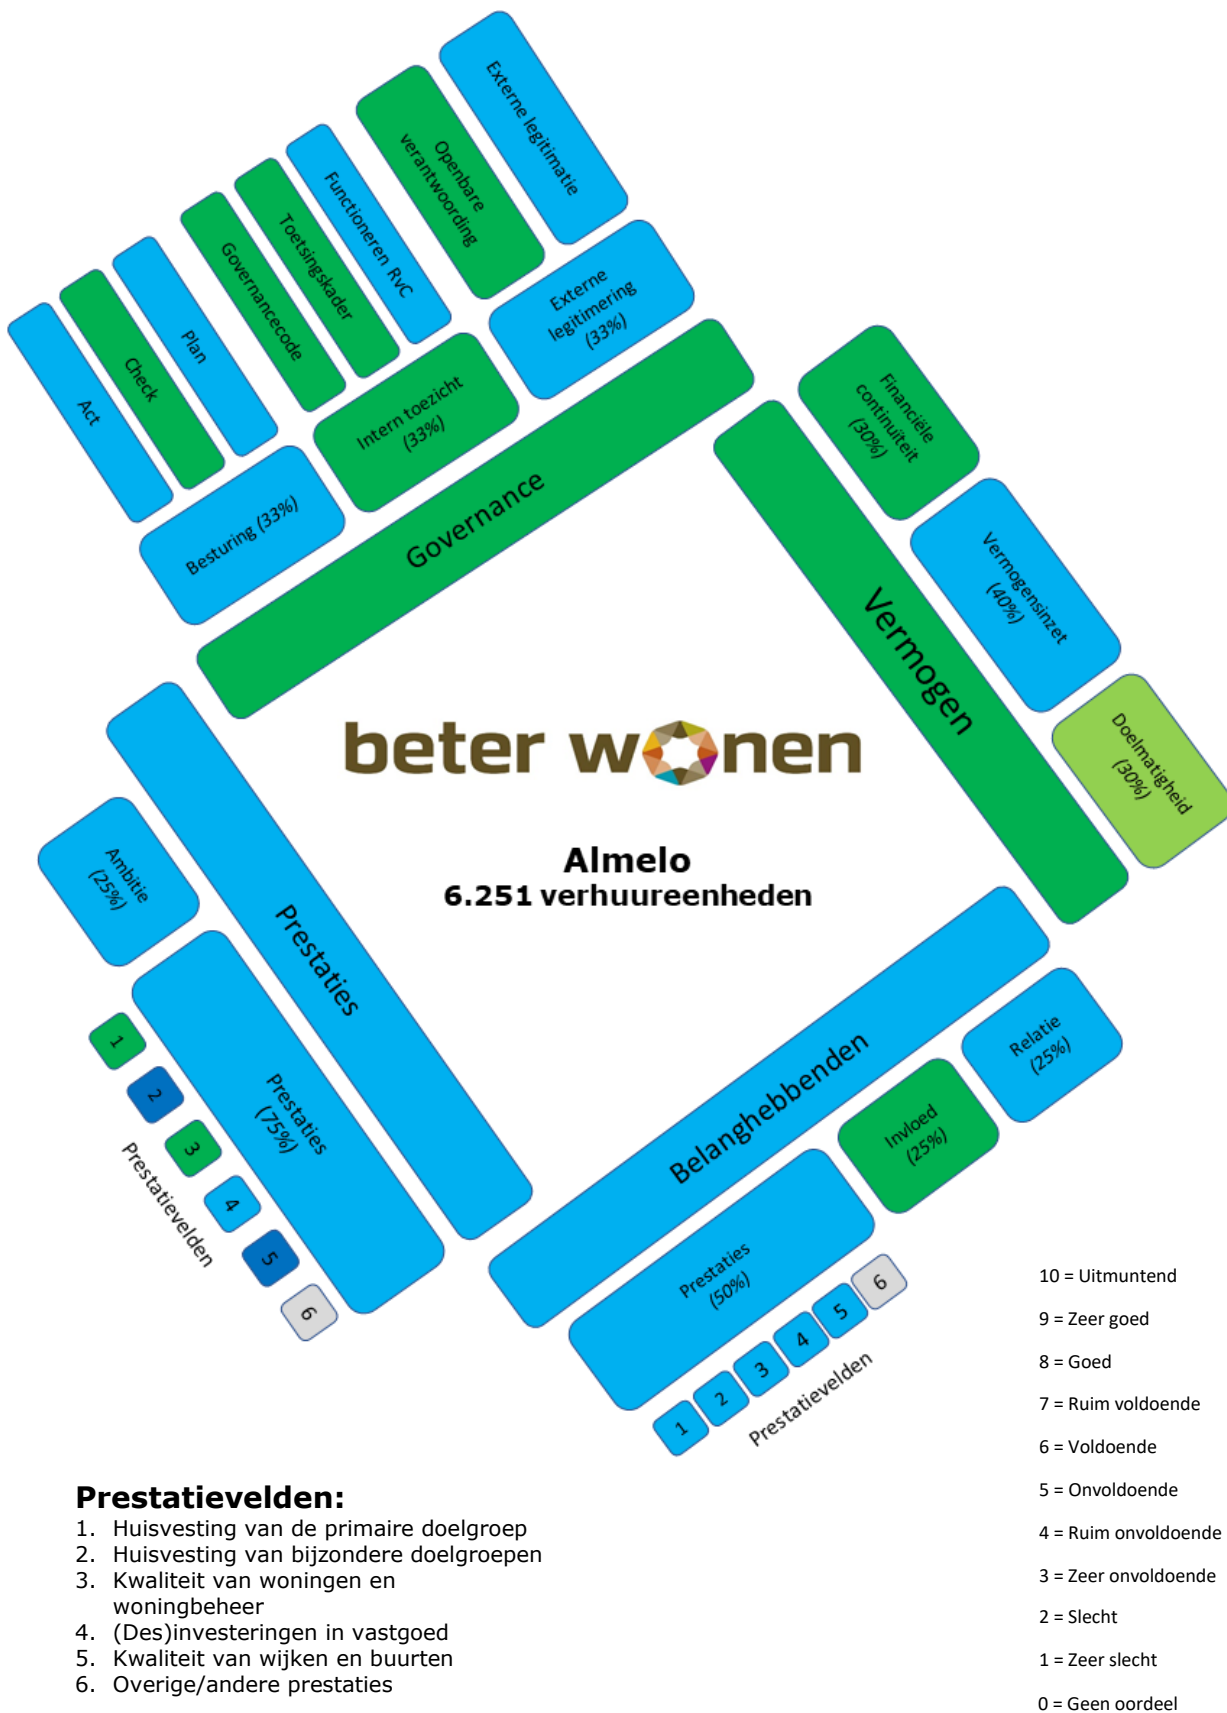 Externe legitimatie
Openbare
verantwoording
Functioneren RvC
Toetsingskader
Governancecode
Plan
Check
Act
Externe
legitimering
(33%)
Intern toezicht
(33%)
Besturing (33%)
Governance
Financiële
continuïteit
(30%)
Vermogensinzet
(40%)
Doelmatigheid
(30%)
Vermogen
beter wonen
Almelo
6.251 verhuureenheden
Ambitie
(25%)
Prestaties
Prestaties
(75%)
1
2
3
4
5
6
Prestatievelden
Belanghebbenden
Relatie
(25%)
Invloed
(25%)
Prestaties
(50%)
1
2
3
4
5
6
Prestatievelden
10 = Uitmuntend
9 = Zeer goed
8 = Goed
7 = Ruim voldoende
6 = Voldoende
5 = Onvoldoende
4 = Ruim onvoldoende
3 = Zeer onvoldoende
2 = Slecht
1 = Zeer slecht
0 = Geen oordeel
Prestatievelden:
1. Huisvesting van de primaire doelgroep
2. Huisvesting van bijzondere doelgroepen
3. Kwaliteit van woningen en
woningbeheer
4. (Des)investeringen in vastgoed
5. Kwaliteit van wijken en buurten
6. Overige/andere prestaties